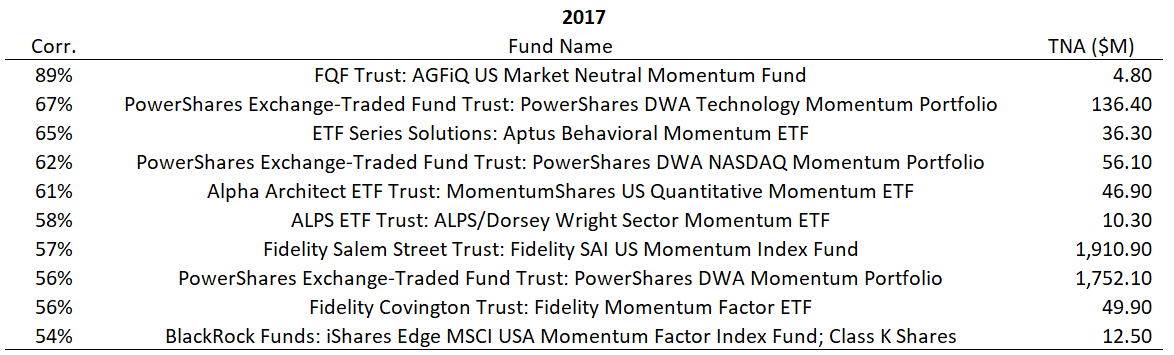 2017
Corr. Fund Name TNA ($M)
89% FQF Trust: AGFiQ US Market Neutral Momentum Fund 4.80
67% PowerShares Exchange-Traded Fund Trust: PowerShares DWA Technology Momentum Portfolio 136.40
65% ETF Series Solutions: Aptus Behavioral Momentum ETF 36.30
62% PowerShares Exchange-Traded Fund Trust: PowerShares DWA NASDAQ Momentum Portfolio 56.10
61% Alpha Architect ETF Trust: MomentumShares US Quantitative Momentum ETF 46.90
58% ALPS ETF Trust: ALPS/Dorsey Wright Sector Momentum ETF 10.30
57% Fidelity Salem Street Trust: Fidelity SAI US Momentum Index Fund 1,910.90
56% PowerShares Exchange-Traded Fund Trust: PowerShares DWA Momentum Portfolio 1,752.10
56% Fidelity Covington Trust: Fidelity Momentum Factor ETF 49.90
54% BlackRock Funds: iShares Edge MSCI USA Momentum Factor Index Fund; Class K Shares 12.50